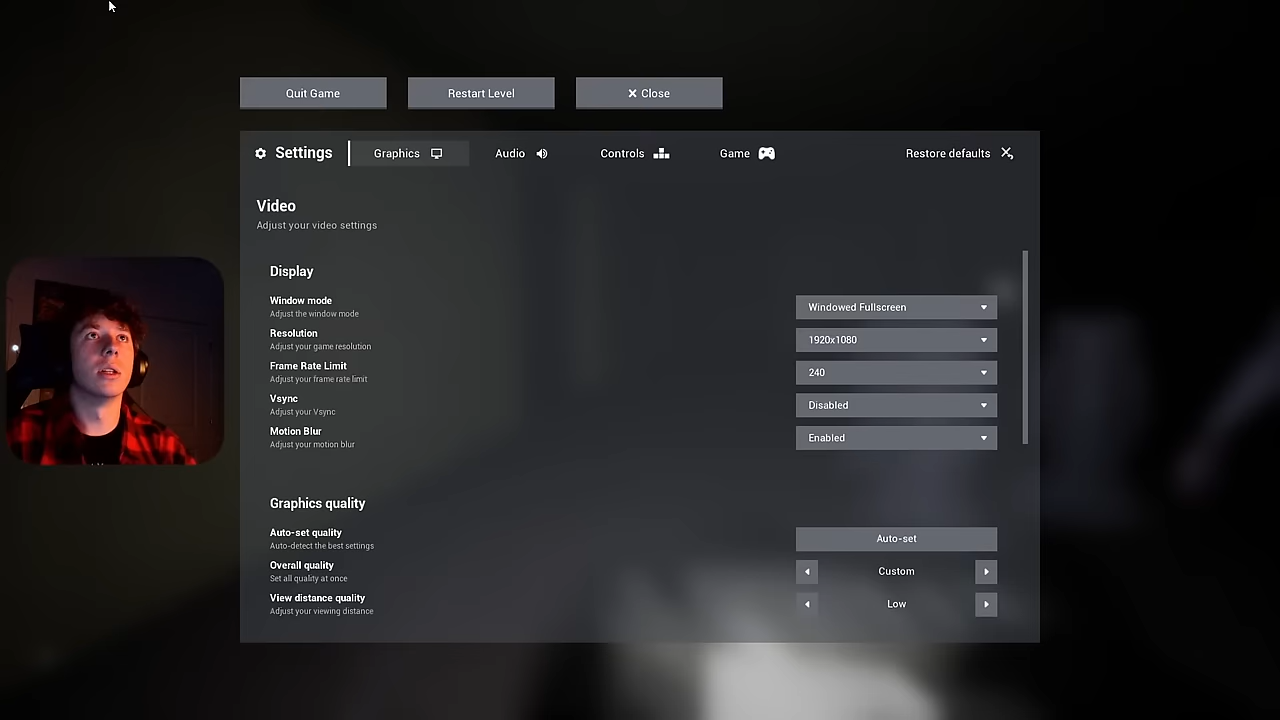 Quit Game
Restart Level
Close
Settings
Graphics
Audio
Controls
Game
Restore defaults
Video
Adjust your video settings
Display
Window mode
Adjust the window mode
Windowed Fullscreen
Resolution
Adjust your game resolution
1920x1080
Frame Rate Limit
Adjust your frame rate limit
240
Vsync
Adjust your Vsync
Disabled
Motion Blur
Adjust your motion blur
Enabled
Graphics quality
Auto-set quality
Auto-detect the best settings
Auto-set
Overall quality
Set all quality at once
Custom
View distance quality
Adjust your viewing distance
Low